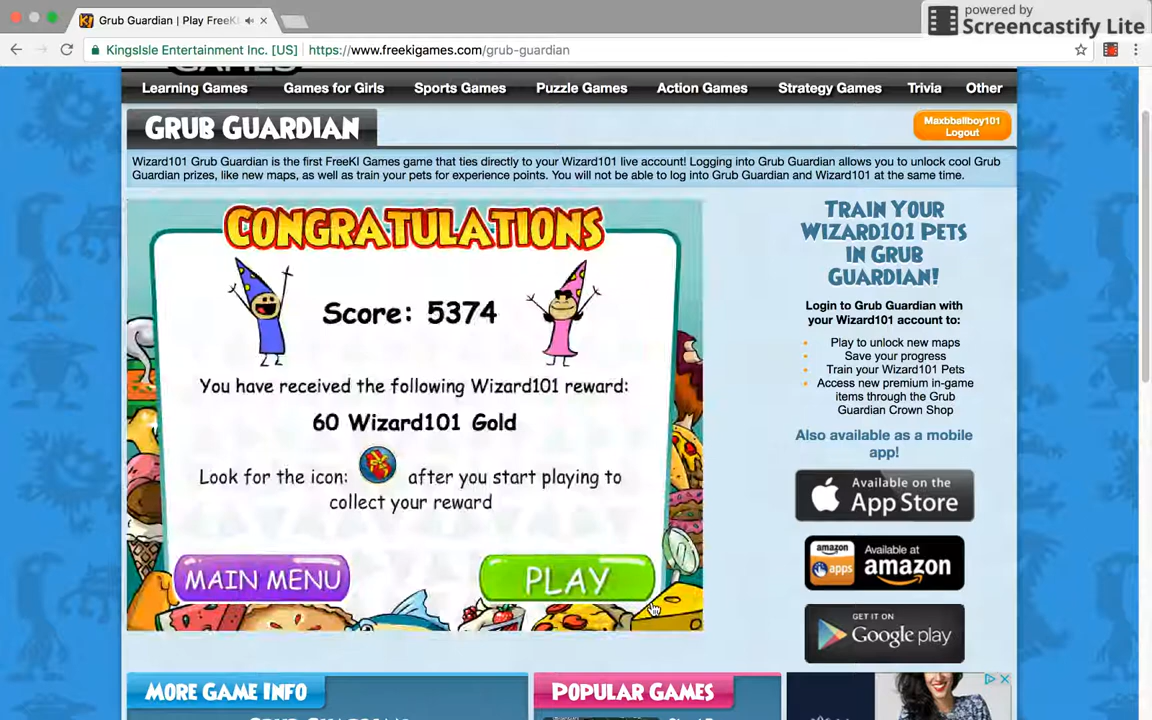 powered by
Screencastify Lite
Grub Guardian | Play FreeKI
KingsIsle Entertainment Inc. [US]
https://www.freekigames.com/grub-guardian
Learning Games
Games for Girls
Sports Games
Puzzle Games
Action Games
Strategy Games
Trivia
Other
GRUB GUARDIAN
Maxbballboy101
Logout
Wizard101 Grub Guardian is the first FreeKI Games game that ties directly to your Wizard101 live account! Logging into Grub Guardian allows you to unlock cool Grub
Guardian prizes, like new maps, as well as train your pets for experience points. You will not be able to log into Grub Guardian and Wizard101 at the same time.
CONGRATULATIONS
Score: 5374
You have received the following Wizard101 reward:
60 Wizard101 Gold
Look for the icon: after you start playing to
collect your reward
MAIN MENU
PLAY
TRAIN YOUR
WIZARD101 PETS
IN GRUB
GUARDIAN!
Login to Grub Guardian with
your Wizard101 account to:
Play to unlock new maps
Save your progress
Train your Wizard101 Pets
Access new premium in-game
items through the Grub
Guardian Crown Shop
Also available as a mobile
app!
Available on the
App Store
amazon
apps
Available at
amazon
GET IT ON
Google play
MORE GAME INFO
POPULAR GAMES